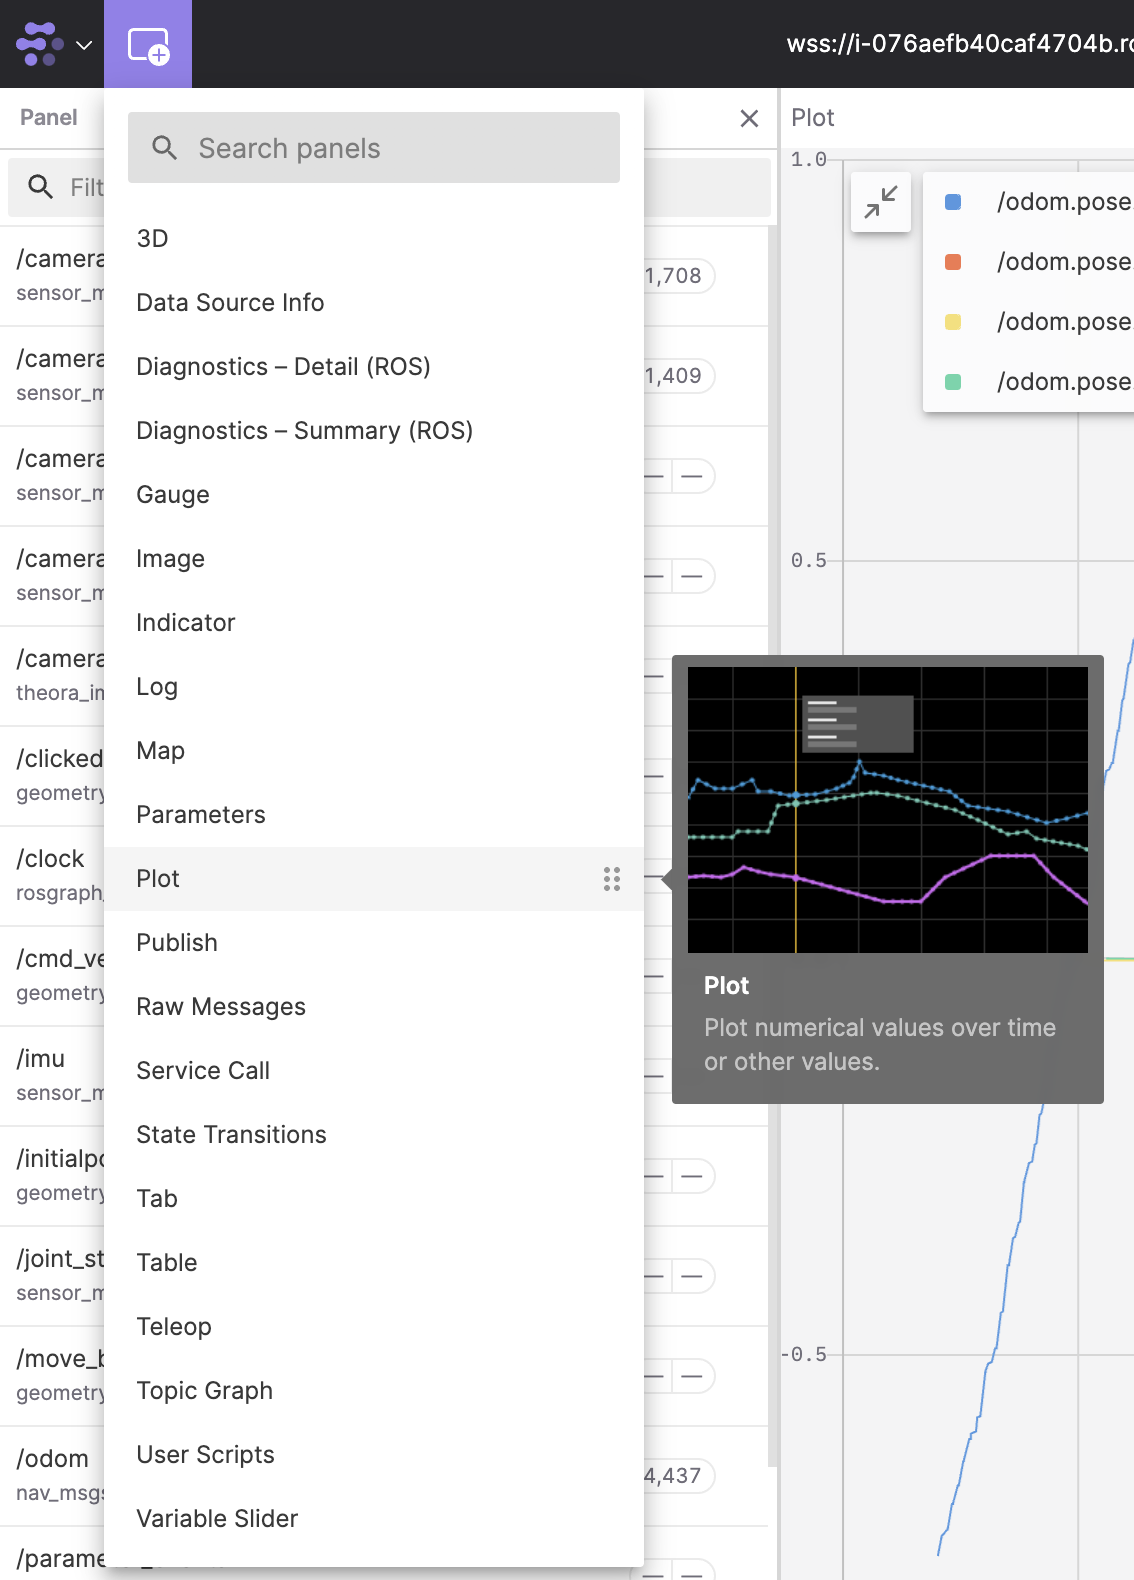 wss://i-076aefb40caf4704b.ro
Panel
Plot
Search panels
Filt
3D
Data Source Info
Diagnostics – Detail (ROS)
Diagnostics – Summary (ROS)
Gauge
Image
Indicator
Log
Map
Parameters
Plot
Publish
Raw Messages
Service Call
State Transitions
Tab
Table
Teleop
Topic Graph
User Scripts
Variable Slider
/camera
sensor_m
1,708
/camera
sensor_m
1,409
/camera
sensor_m
— —
/camera
sensor_m
— —
/camera
theora_im
—
/clicked
geometry
—
/clock
rosgraph_
—
/cmd_ve
geometry
—
/imu
sensor_m
—
/initialpo
geometry
— —
/joint_st
sensor_m
— —
/move_b
geometry
— —
/odom
nav_msgs
4,437
/parame
— —
1.0
0.5
-0.5
/odom.pose.
/odom.pose.
/odom.pose.
/odom.pose.
Plot
Plot numerical values over time
or other values.